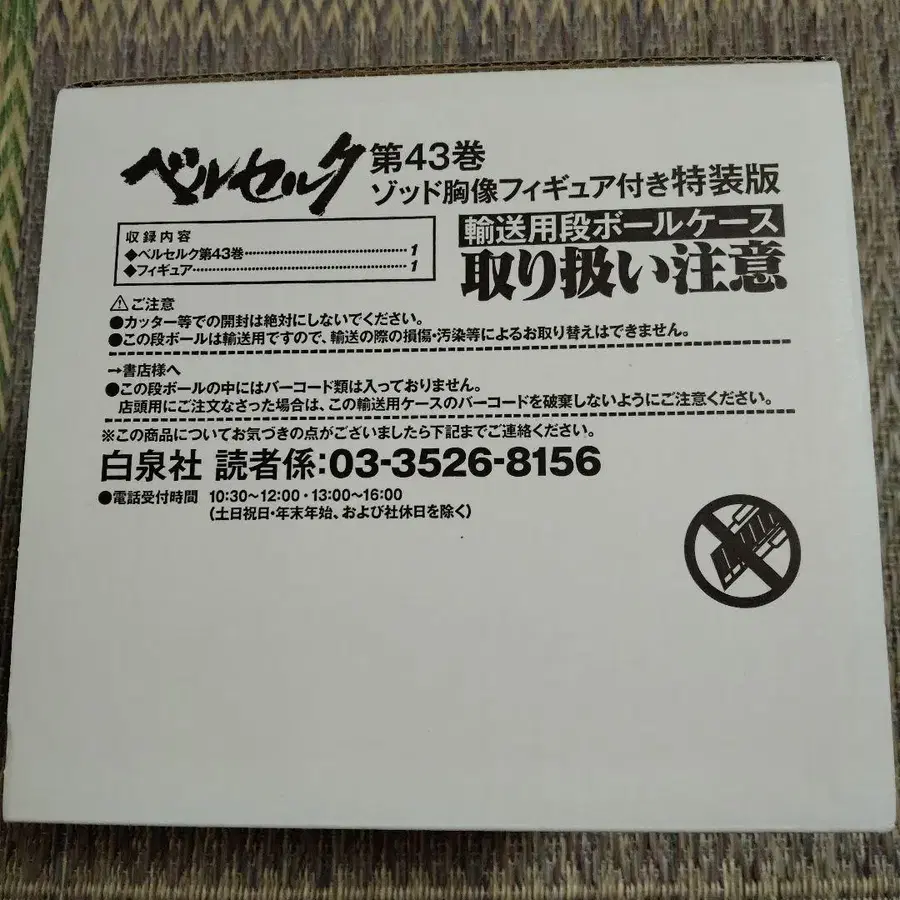 ベルセルク 第43巻
ゾッド胸像フィギュア付き特装版
輸送用段ボールケース
取り扱い注意
収録内容
◆ベルセルク第43巻……………………1
◆フィギュア……………………………1
⚠ご注意
●カッター等での開封は絶対にしないでください。
●この段ボールは輸送用ですので、輸送の際の損傷・汚染等によるお取り替えはできません。
→書店様へ
●この段ボールの中にはバーコード類は入っておりません。
店頭用にご注文なさった場合は、この輸送用ケースのバーコードを破棄しないようにご注意ください。
※この商品についてお気づきの点がございましたら下記までご連絡ください。
白泉社 読者係:03-3526-8156
●電話受付時間 10:30〜12:00・13:00〜16:00
(土日祝日・年末年始、および社休日を除く)